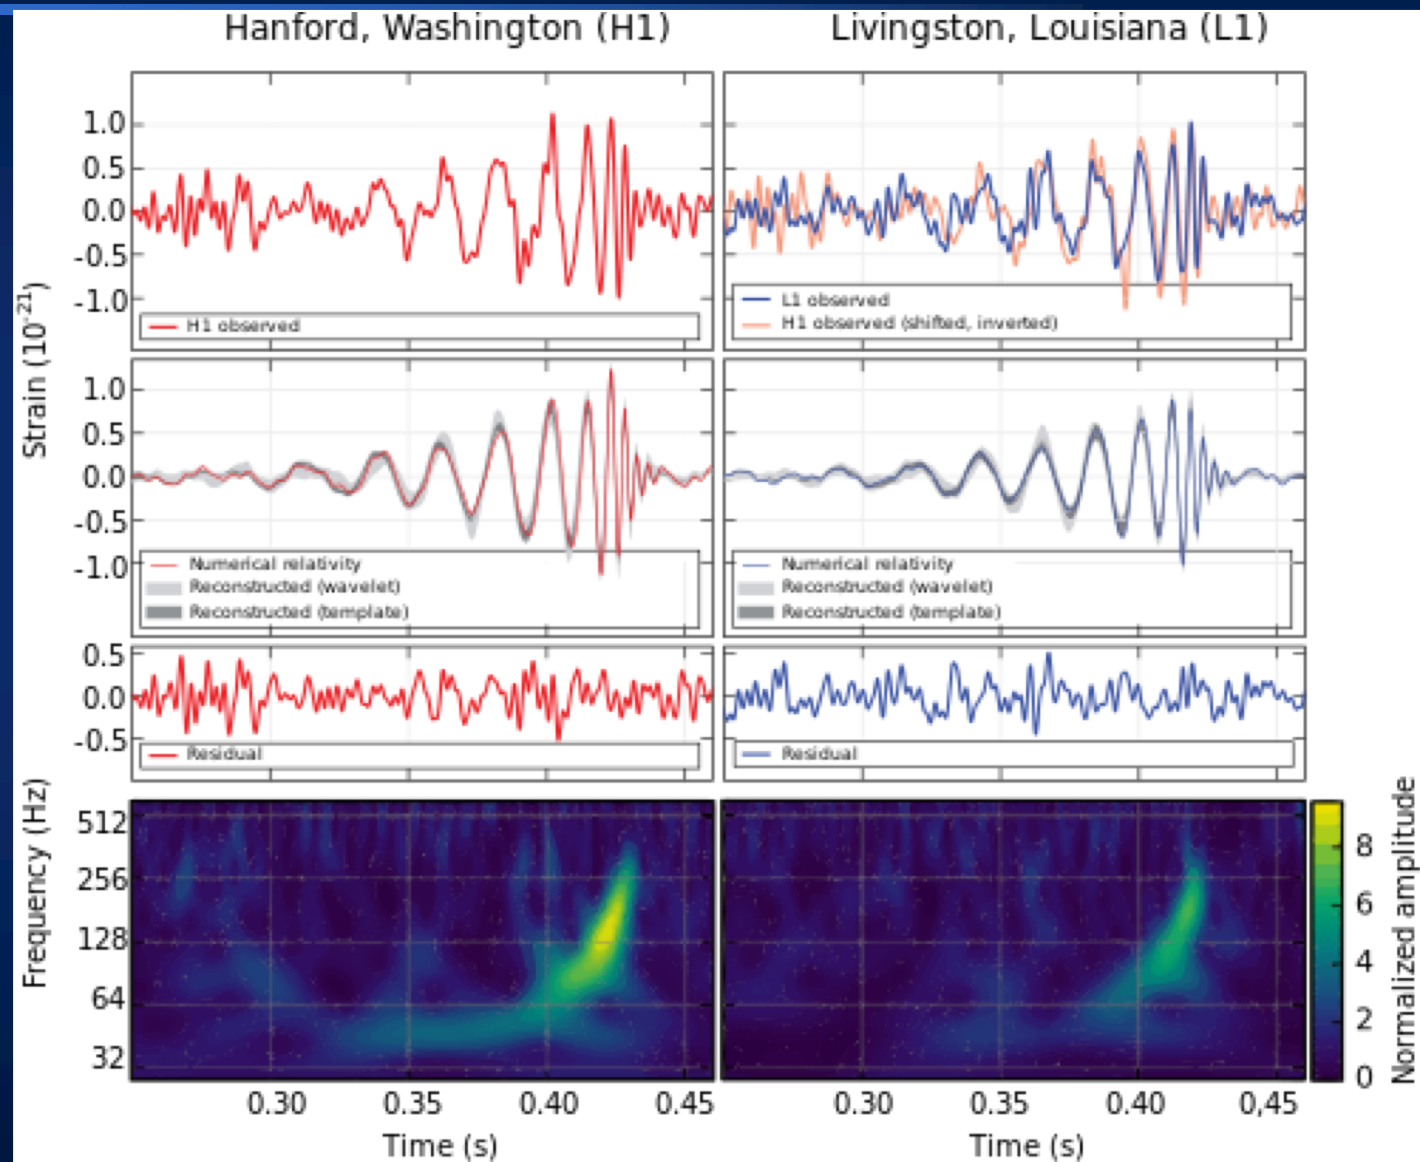 Hanford, Washington (H1)
Livingston, Louisiana (L1)
Strain (10-21)
1.0
0.5
0.0
-0.5
-1.0
H1 observed
L1 observed
H1 observed (shifted, inverted)
1.0
0.5
0.0
-0.5
-1.0
Numerical relativity
Reconstructed (wavelet)
Reconstructed (template)
Numerical relativity
Reconstructed (wavelet)
Reconstructed (template)
0.5
0.0
-0.5
Residual
Residual
Frequency (Hz)
512
256
128
64
32
0.30 0.35 0.40 0.45
Time (s)
0.30 0.35 0.40 0,45
Time (s)
8
6
4
2
0
Normalized amplitude